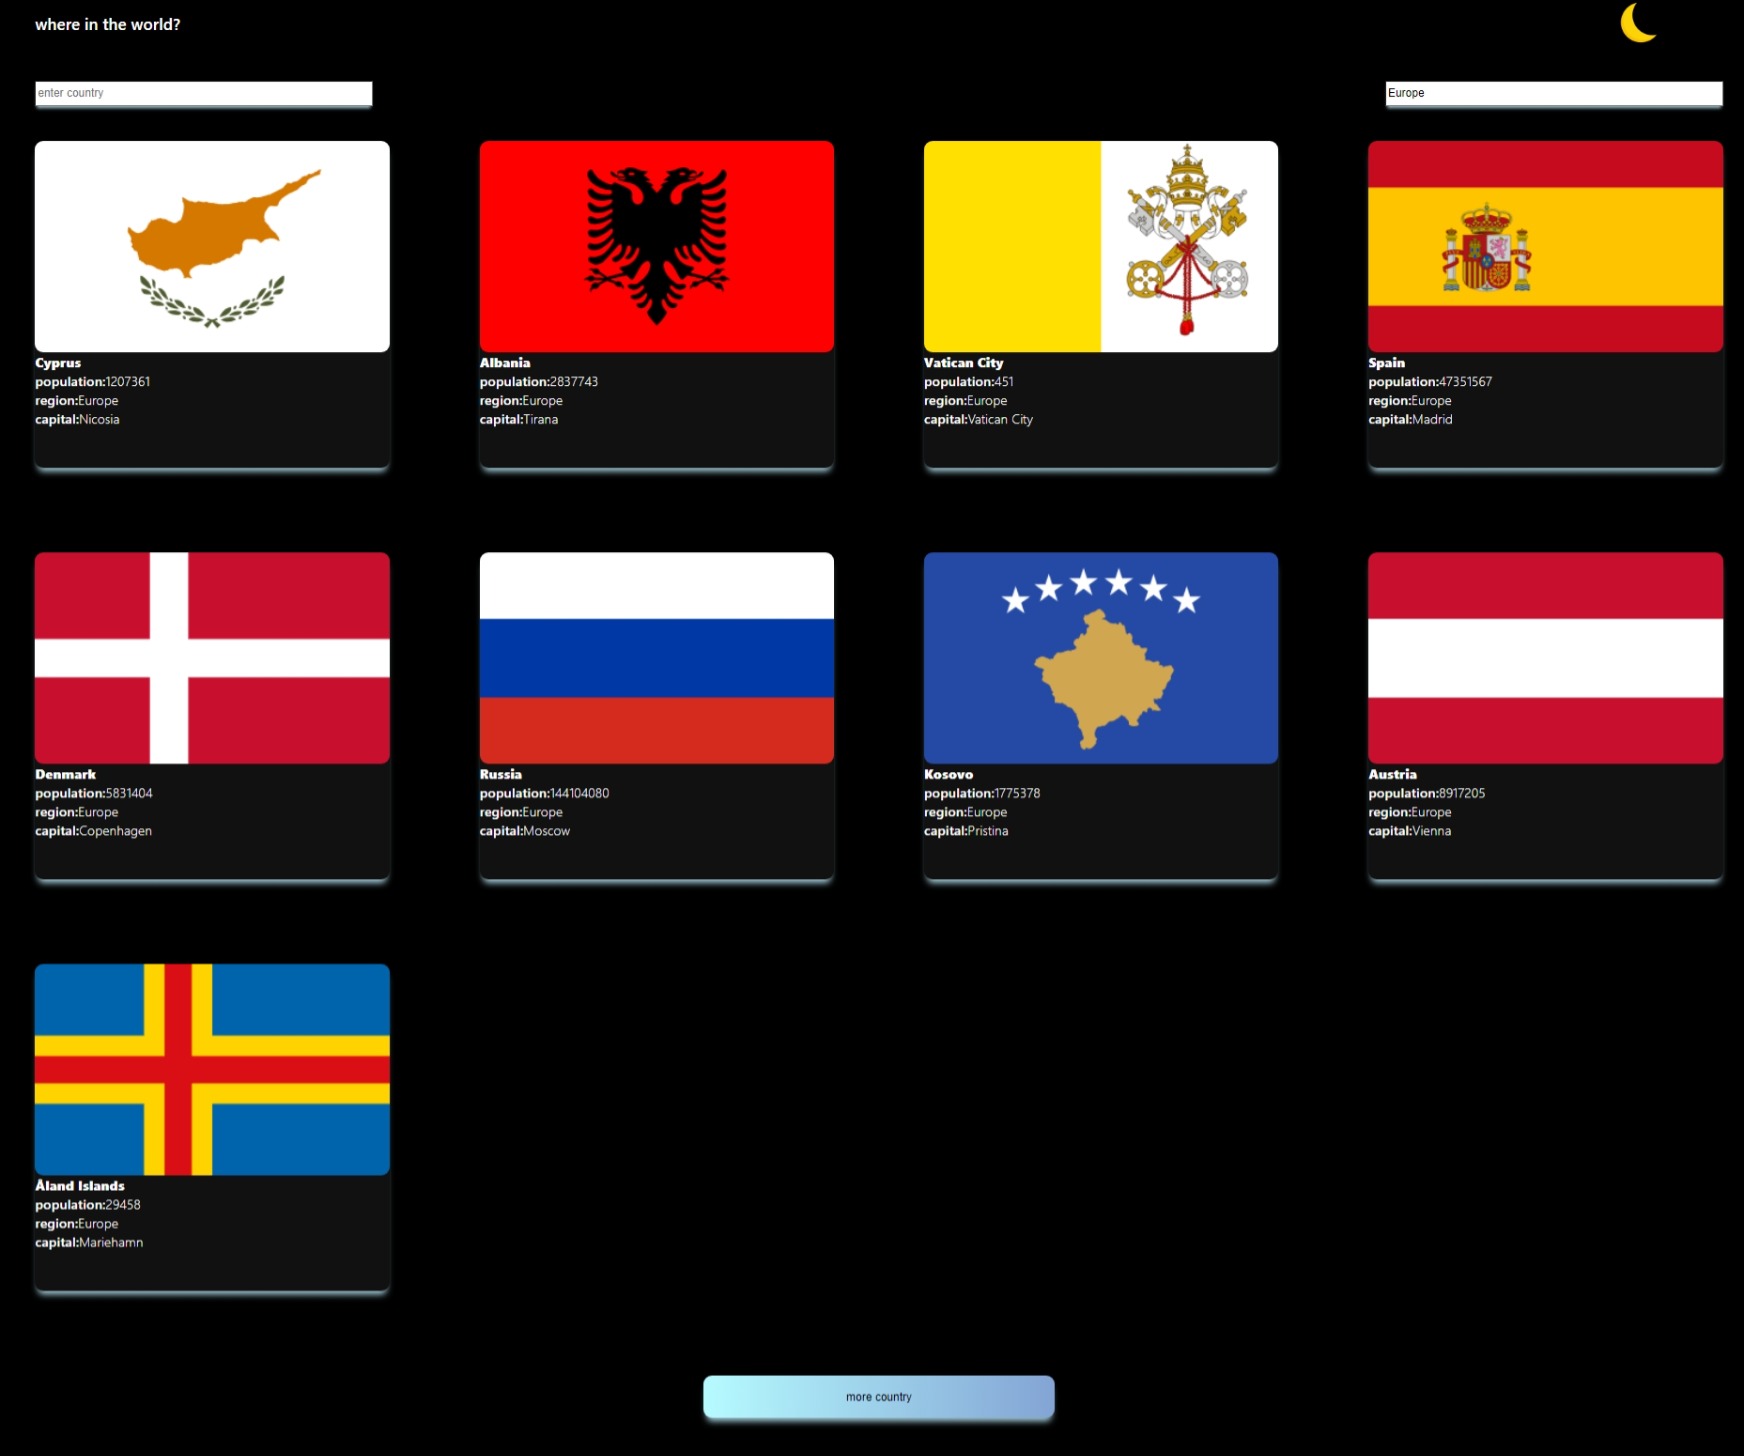 where in the world?
enter country
Europe
Cyprus
population:1207361
region:Europe
capital:Nicosia
Albania
population:2837743
region:Europe
capital:Tirana
Vatican City
population:451
region:Europe
capital:Vatican City
Spain
population:47351567
region:Europe
capital:Madrid
Denmark
population:5831404
region:Europe
capital:Copenhagen
Russia
population:144104080
region:Europe
capital:Moscow
Kosovo
population:1775378
region:Europe
capital:Pristina
Austria
population:8917205
region:Europe
capital:Vienna
Åland Islands
population:29458
region:Europe
capital:Mariehamn
more country